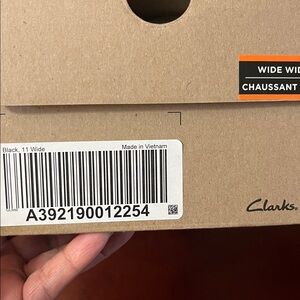 WIDE WID
CHAUSSANT
Black, 11 Wide
Made in Vietnam
A392190012254
Clarks.